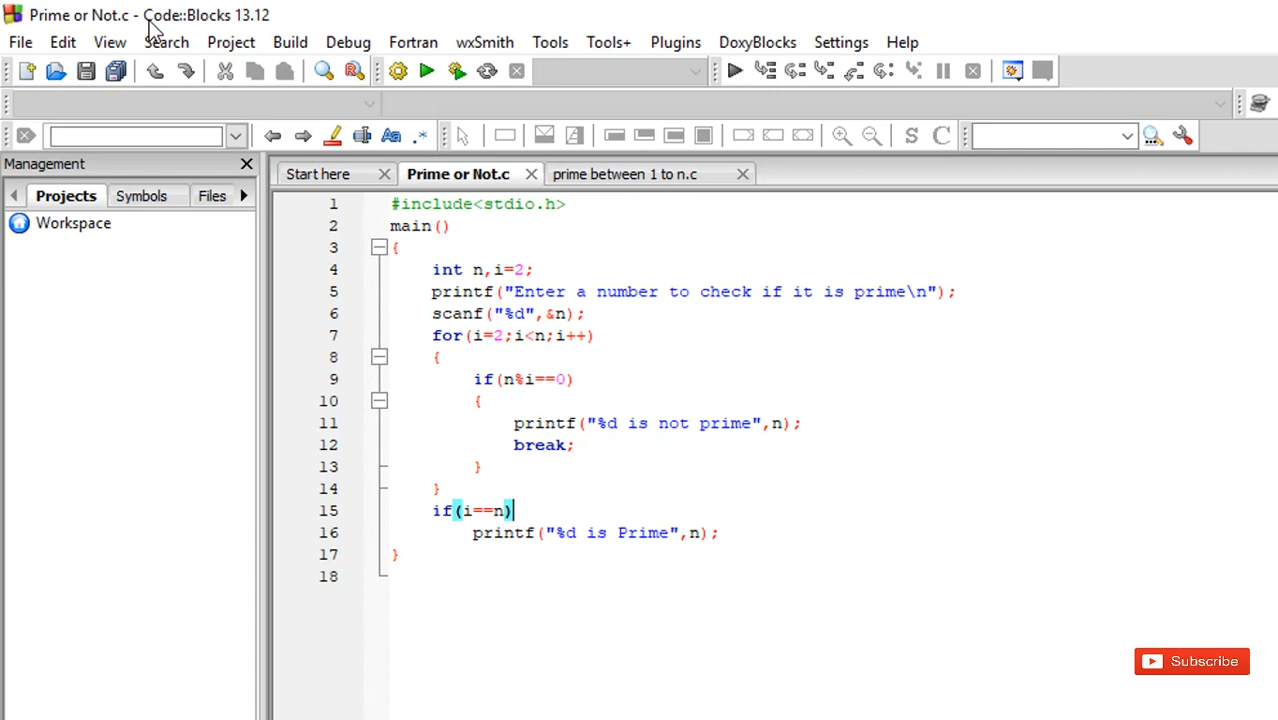 Prime or Not.c - Code::Blocks 13.12
File Edit View Search Project Build Debug Fortran wxSmith Tools Tools+ Plugins DoxyBlocks Settings Help
S C
Management
Projects Symbols Files
Workspace
Start here Prime or Not.c prime between 1 to n.c
1 #include<stdio.h>
2 main()
3 {
4 int n,i=2;
5 printf("Enter a number to check if it is prime\n");
6 scanf("%d",&n);
7 for(i=2;i<n;i++)
8 {
9 if(n%i==0)
10 {
11 printf("%d is not prime",n);
12 break;
13 }
14 }
15 if(i==n)
16 printf("%d is Prime",n);
17 }
18
Subscribe